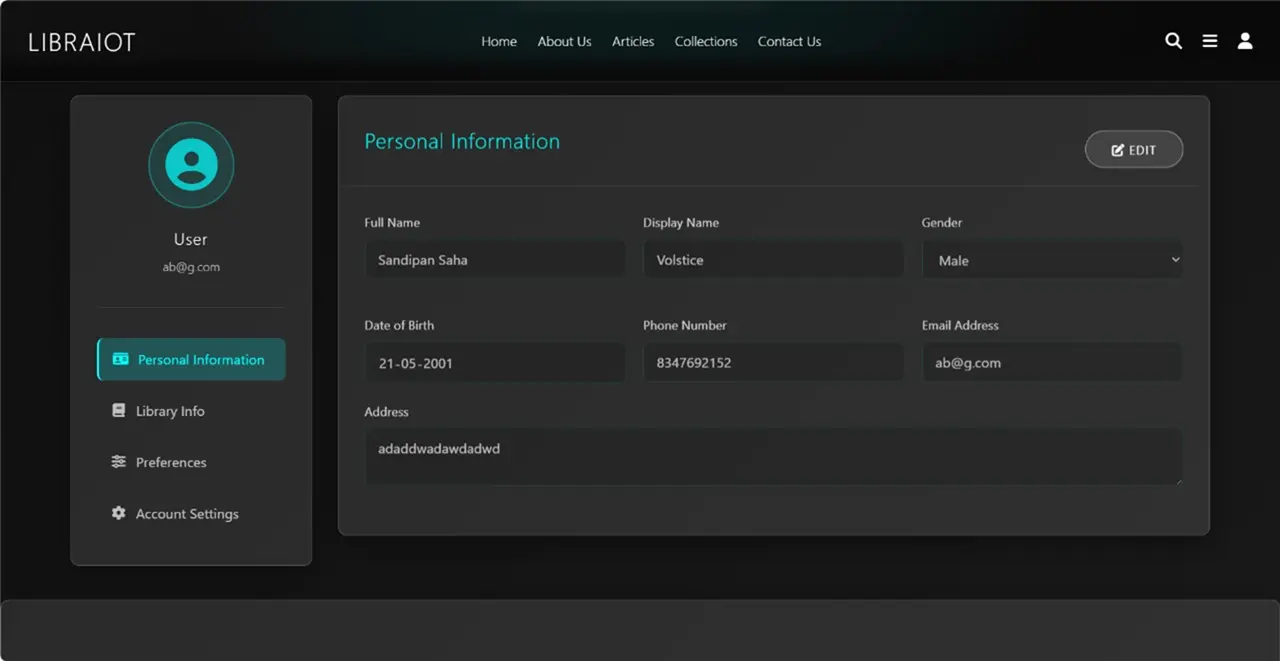 LIBRAIOT
Home About Us Articles Collections Contact Us
User
ab@g.com
Personal Information
Library Info
Preferences
Account Settings
Personal Information
EDIT
Full Name
Sandipan Saha
Display Name
Volstice
Gender
Male
Date of Birth
21-05-2001
Phone Number
8347692152
Email Address
ab@g.com
Address
adaddwadawdadwd